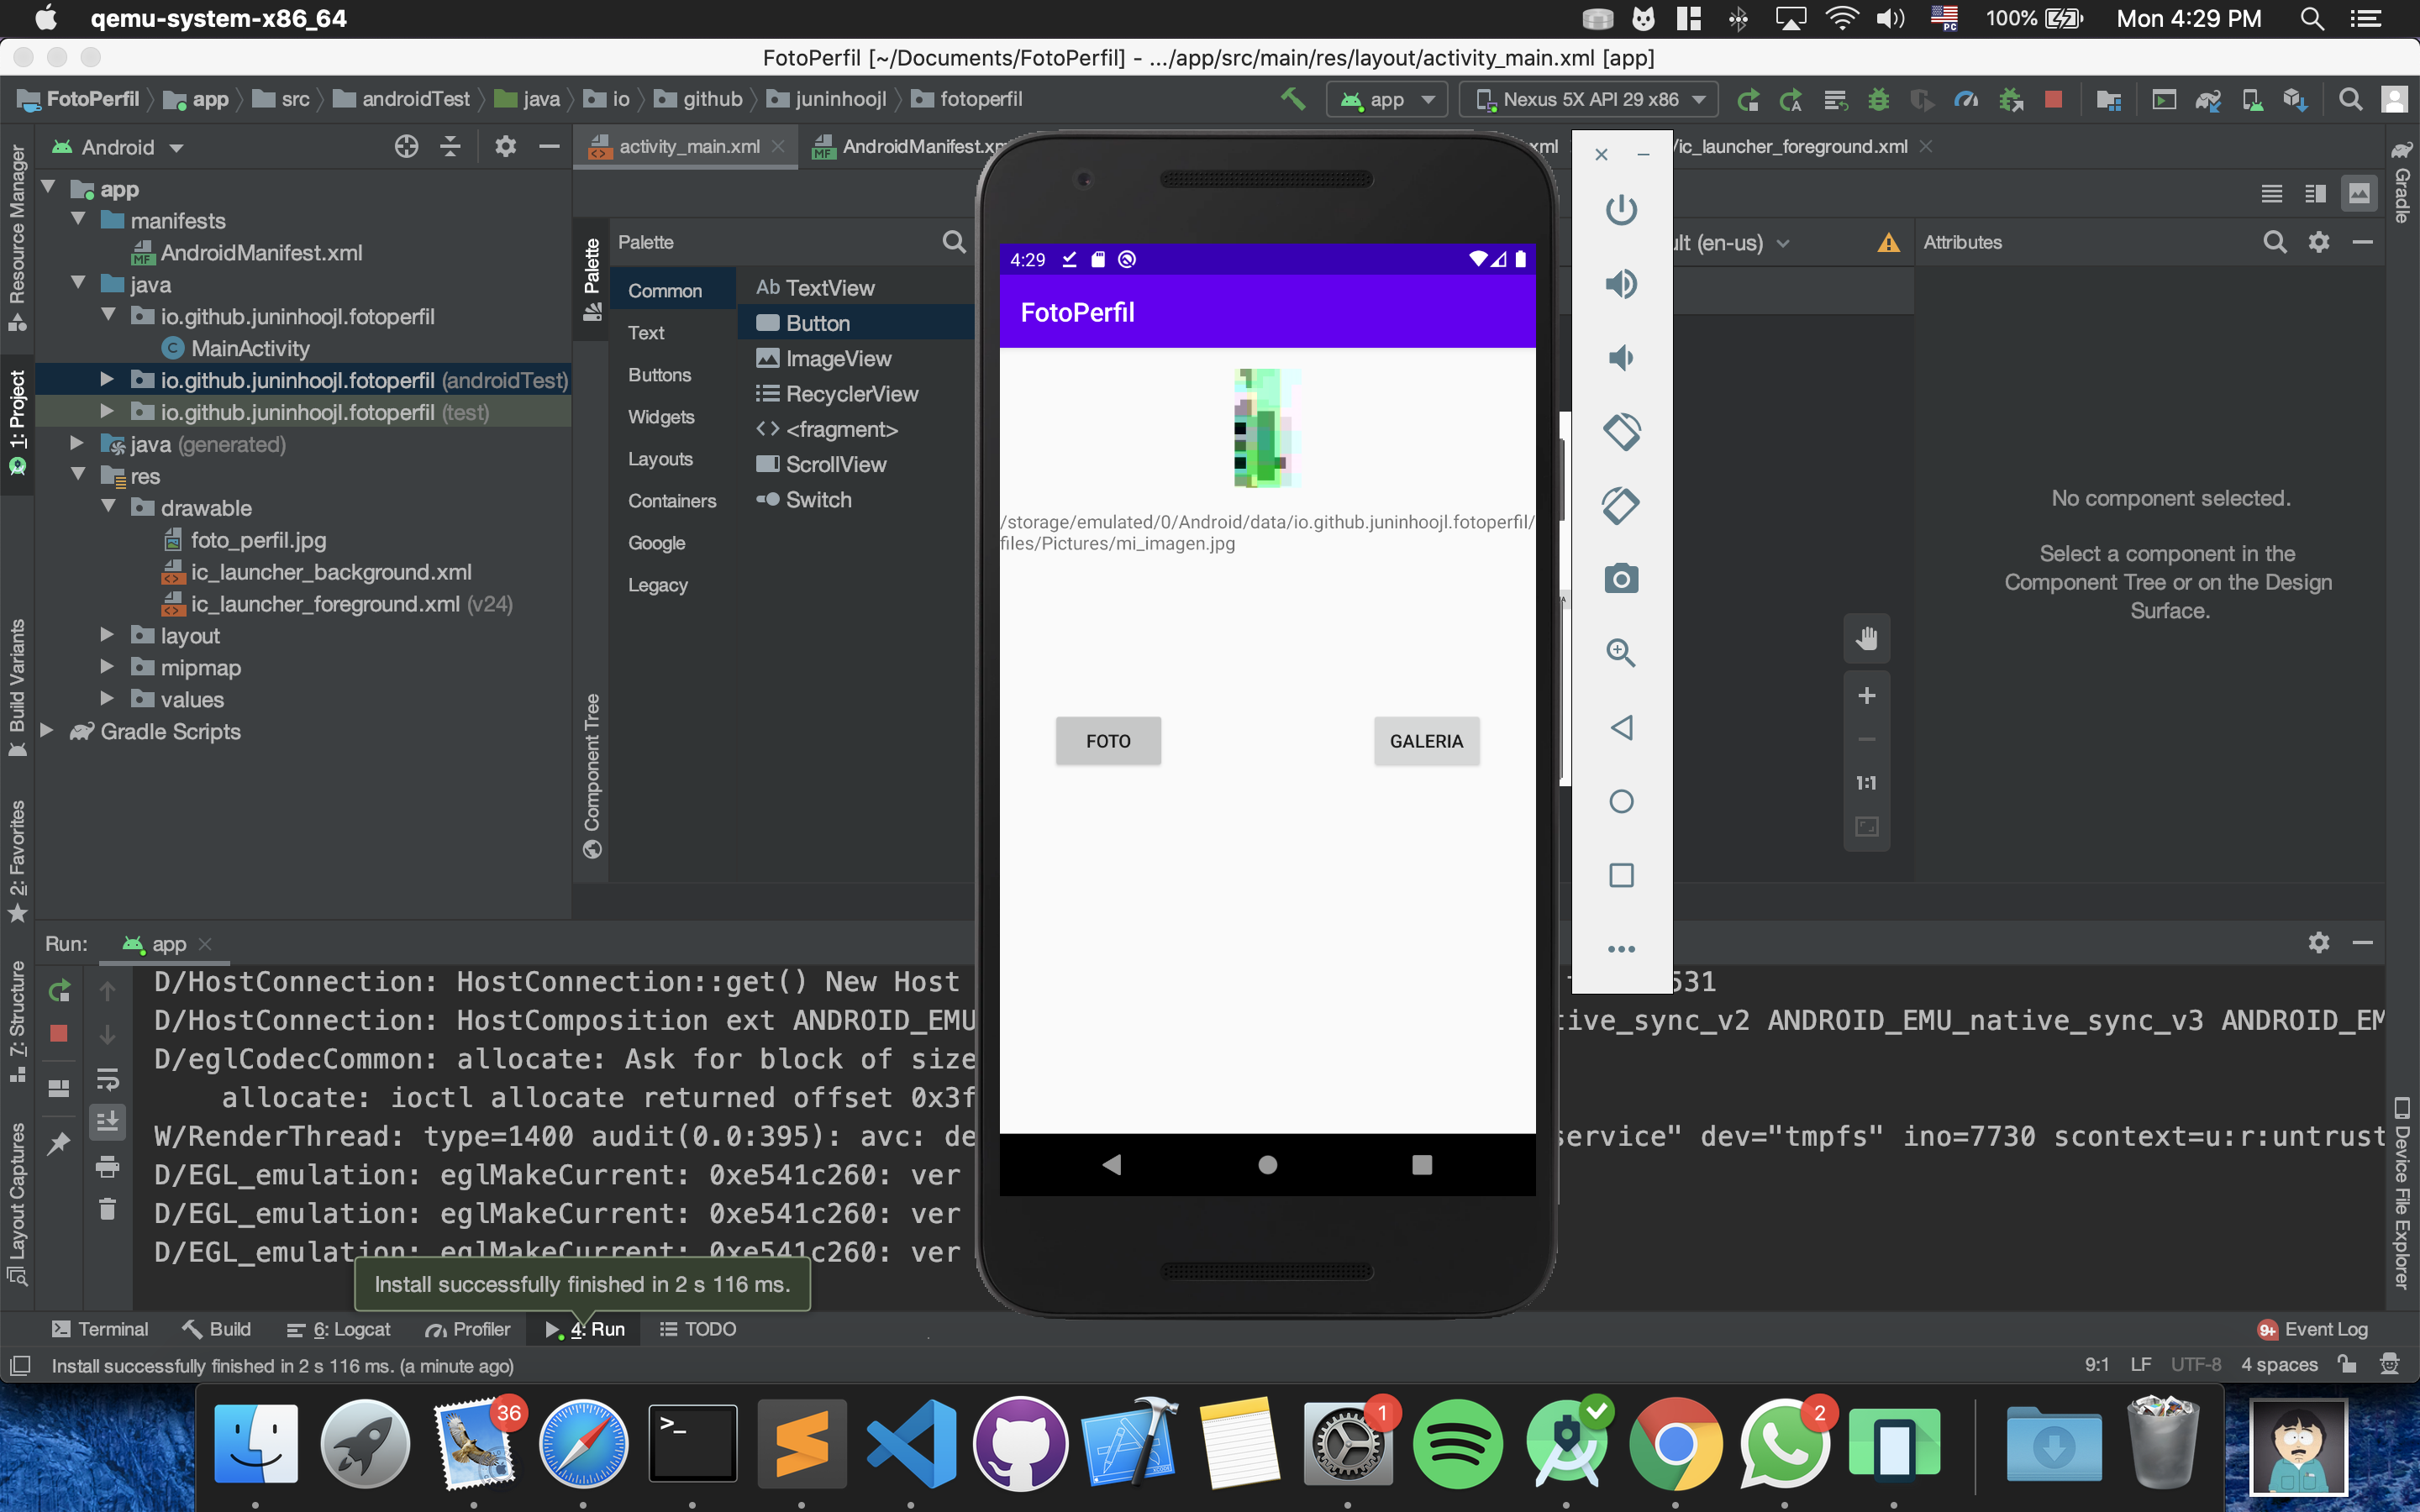 qemu-system-x86_64
100%
Mon 4:29 PM
FotoPerfil [~/Documents/FotoPerfil] - .../app/src/main/res/layout/activity_main.xml [app]
FotoPerfil
app
src
androidTest
java
io
github
juninhoojl
fotoperfil
app
Nexus 5X API 29 x86
Android
activity_main.xml
AndroidManifest.xm
xml
/ic_launcher_foreground.xml
Resource Manager
1: Project
Build Variants
2: Favorites
7: Structure
Layout Captures
app
manifests
AndroidManifest.xml
java
io.github.juninhoojl.fotoperfil
MainActivity
io.github.juninhoojl.fotoperfil (androidTest)
io.github.juninhoojl.fotoperfil (test)
java (generated)
res
drawable
foto_perfil.jpg
ic_launcher_background.xml
ic_launcher_foreground.xml (v24)
layout
mipmap
values
Gradle Scripts
Palette
Component Tree
Palette
Common
Text
Buttons
Widgets
Layouts
Containers
Google
Legacy
Ab TextView
Button
ImageView
RecyclerView
<fragment>
ScrollView
Switch
4:29
FotoPerfil
/storage/emulated/0/Android/data/io.github.juninhoojl.fotoperfil/
files/Pictures/mi_imagen.jpg
FOTO
GALERIA
ult (en-us)
1:1
Attributes
No component selected.
Select a component in the
Component Tree or on the Design
Surface.
Gradle
Device File Explorer
Run:
app
D/HostConnection: HostConnection::get() New Host
531
D/HostConnection: HostComposition ext ANDROID_EMU
tive_sync_v2 ANDROID_EMU_native_sync_v3 ANDROID_EM
D/eglCodecCommon: allocate: Ask for block of size
allocate: ioctl allocate returned offset 0x3f
W/RenderThread: type=1400 audit(0.0:395): avc: de
service" dev="tmpfs" ino=7730 scontext=u:r:untrust
D/EGL_emulation: eglMakeCurrent: 0xe541c260: ver
D/EGL_emulation: eglMakeCurrent: 0xe541c260: ver
D/EGL_emulation: eglMakeCurrent: 0xe541c260: ver
Install successfully finished in 2 s 116 ms.
Terminal
Build
6: Logcat
Profiler
4: Run
TODO
9+ Event Log
Install successfully finished in 2 s 116 ms. (a minute ago)
9:1
LF
UTF-8
4 spaces
36
1
2